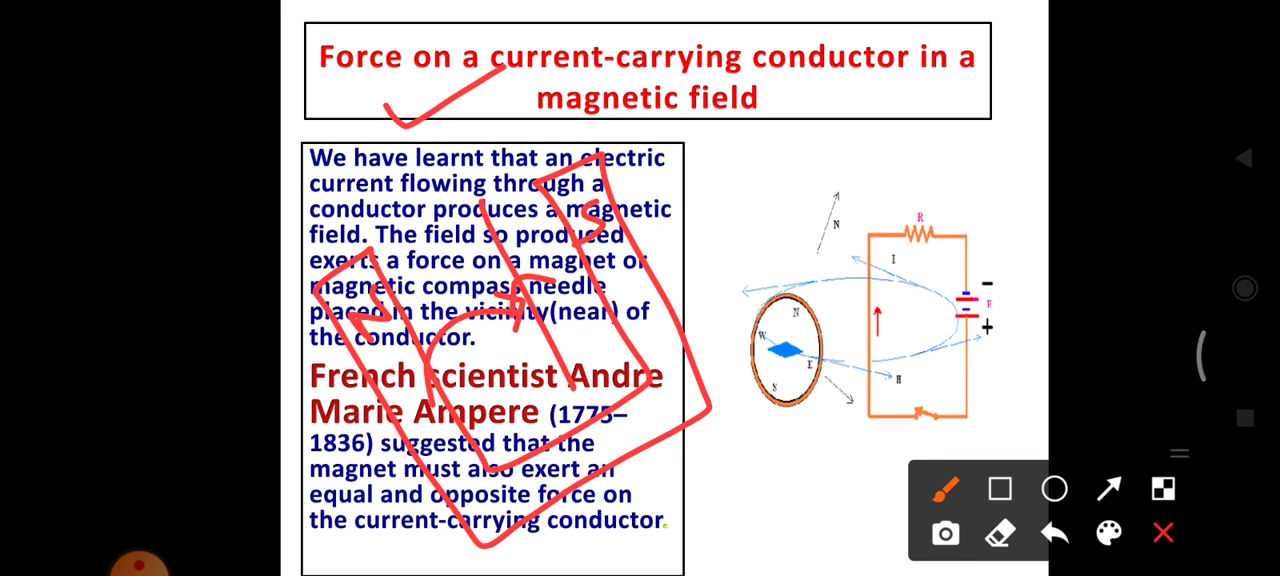 Force on a current-carrying conductor in a
magnetic field
We have learnt that an electric
current flowing through a
conductor produces a magnetic
field. The field so produced
exerts a force on a magnet or
magnetic compass needle
placed in the vicinity(near) of
the conductor.
French scientist Andre
Marie Ampere (1775–
1836) suggested that the
magnet must also exert an
equal and opposite force on
the current-carrying conductor.
N
S
R
N
I
−
E
+
N
W
E
S
H